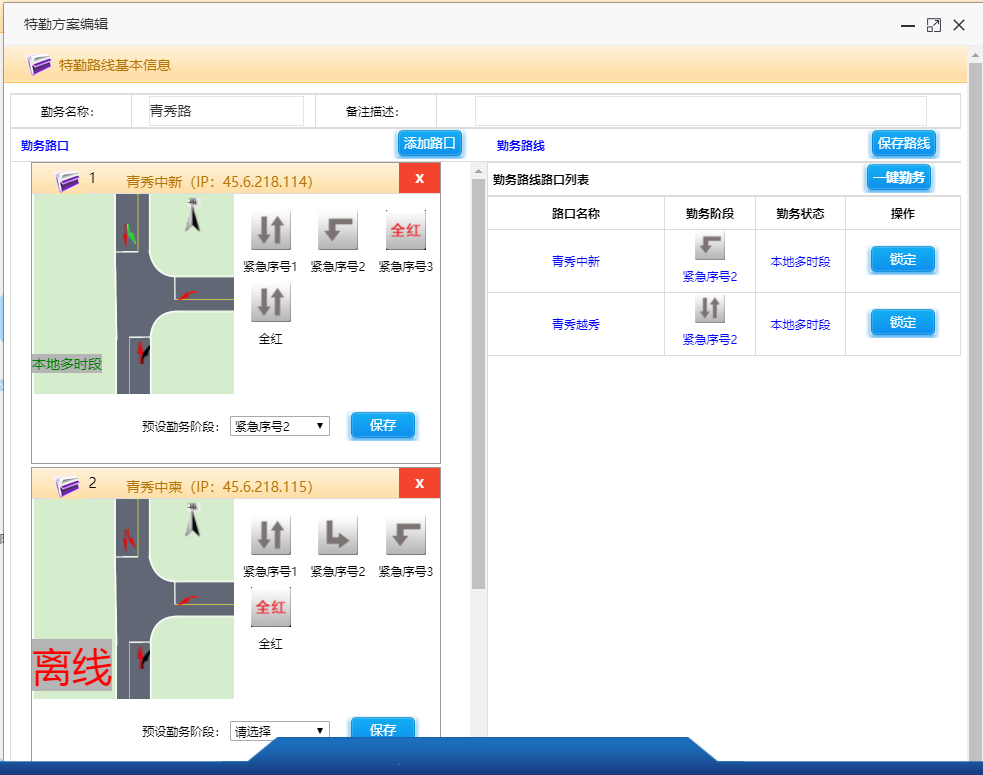 特勤方案编辑
特勤路线基本信息
勤务名称: 青秀路 备注描述:
勤务路口 添加路口
1 青秀中新（IP：45.6.218.114） x
紧急序号1 紧急序号2 全红 紧急序号3
全红
本地多时段
预设勤务阶段: 紧急序号2 保存
2 青秀中柬（IP：45.6.218.115） x
紧急序号1 紧急序号2 紧急序号3
全红
全红
离线
预设勤务阶段: 请选择 保存
勤务路线 保存路线
勤务路线路口列表 一键勤务
路口名称 勤务阶段 勤务状态 操作
青秀中新 紧急序号2 本地多时段 锁定
青秀越秀 紧急序号2 本地多时段 锁定